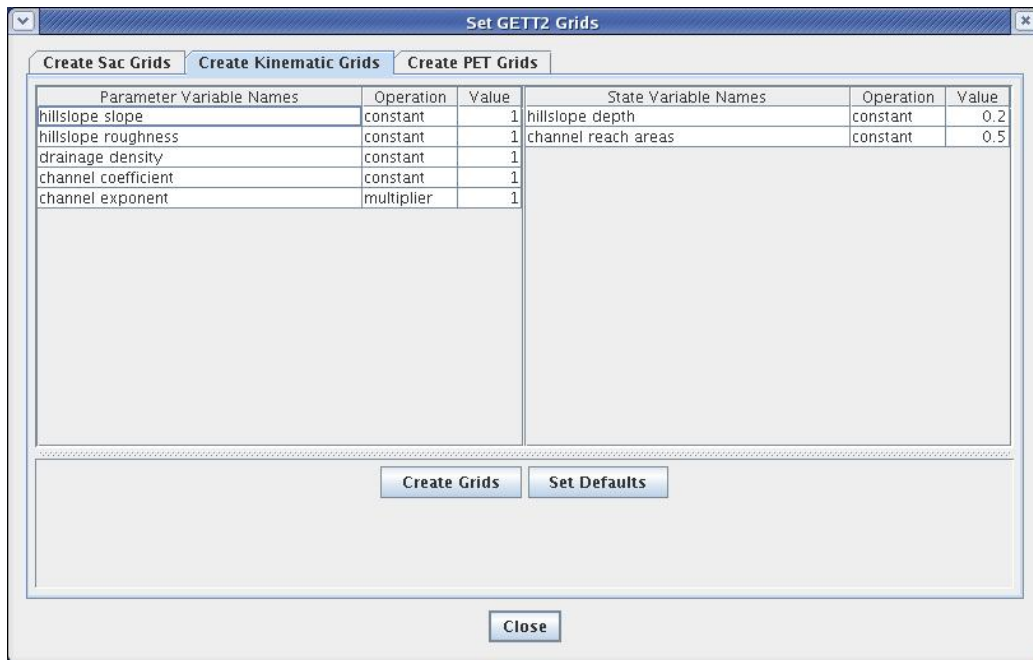 Set GETT2 Grids
Create Sac Grids Create Kinematic Grids Create PET Grids
Parameter Variable Names Operation Value State Variable Names Operation Value
hillslope slope constant 1 hillslope depth constant 0.2
hillslope roughness constant 1 channel reach areas constant 0.5
drainage density constant 1
channel coefficient constant 1
channel exponent multiplier 1
Create Grids Set Defaults
Close